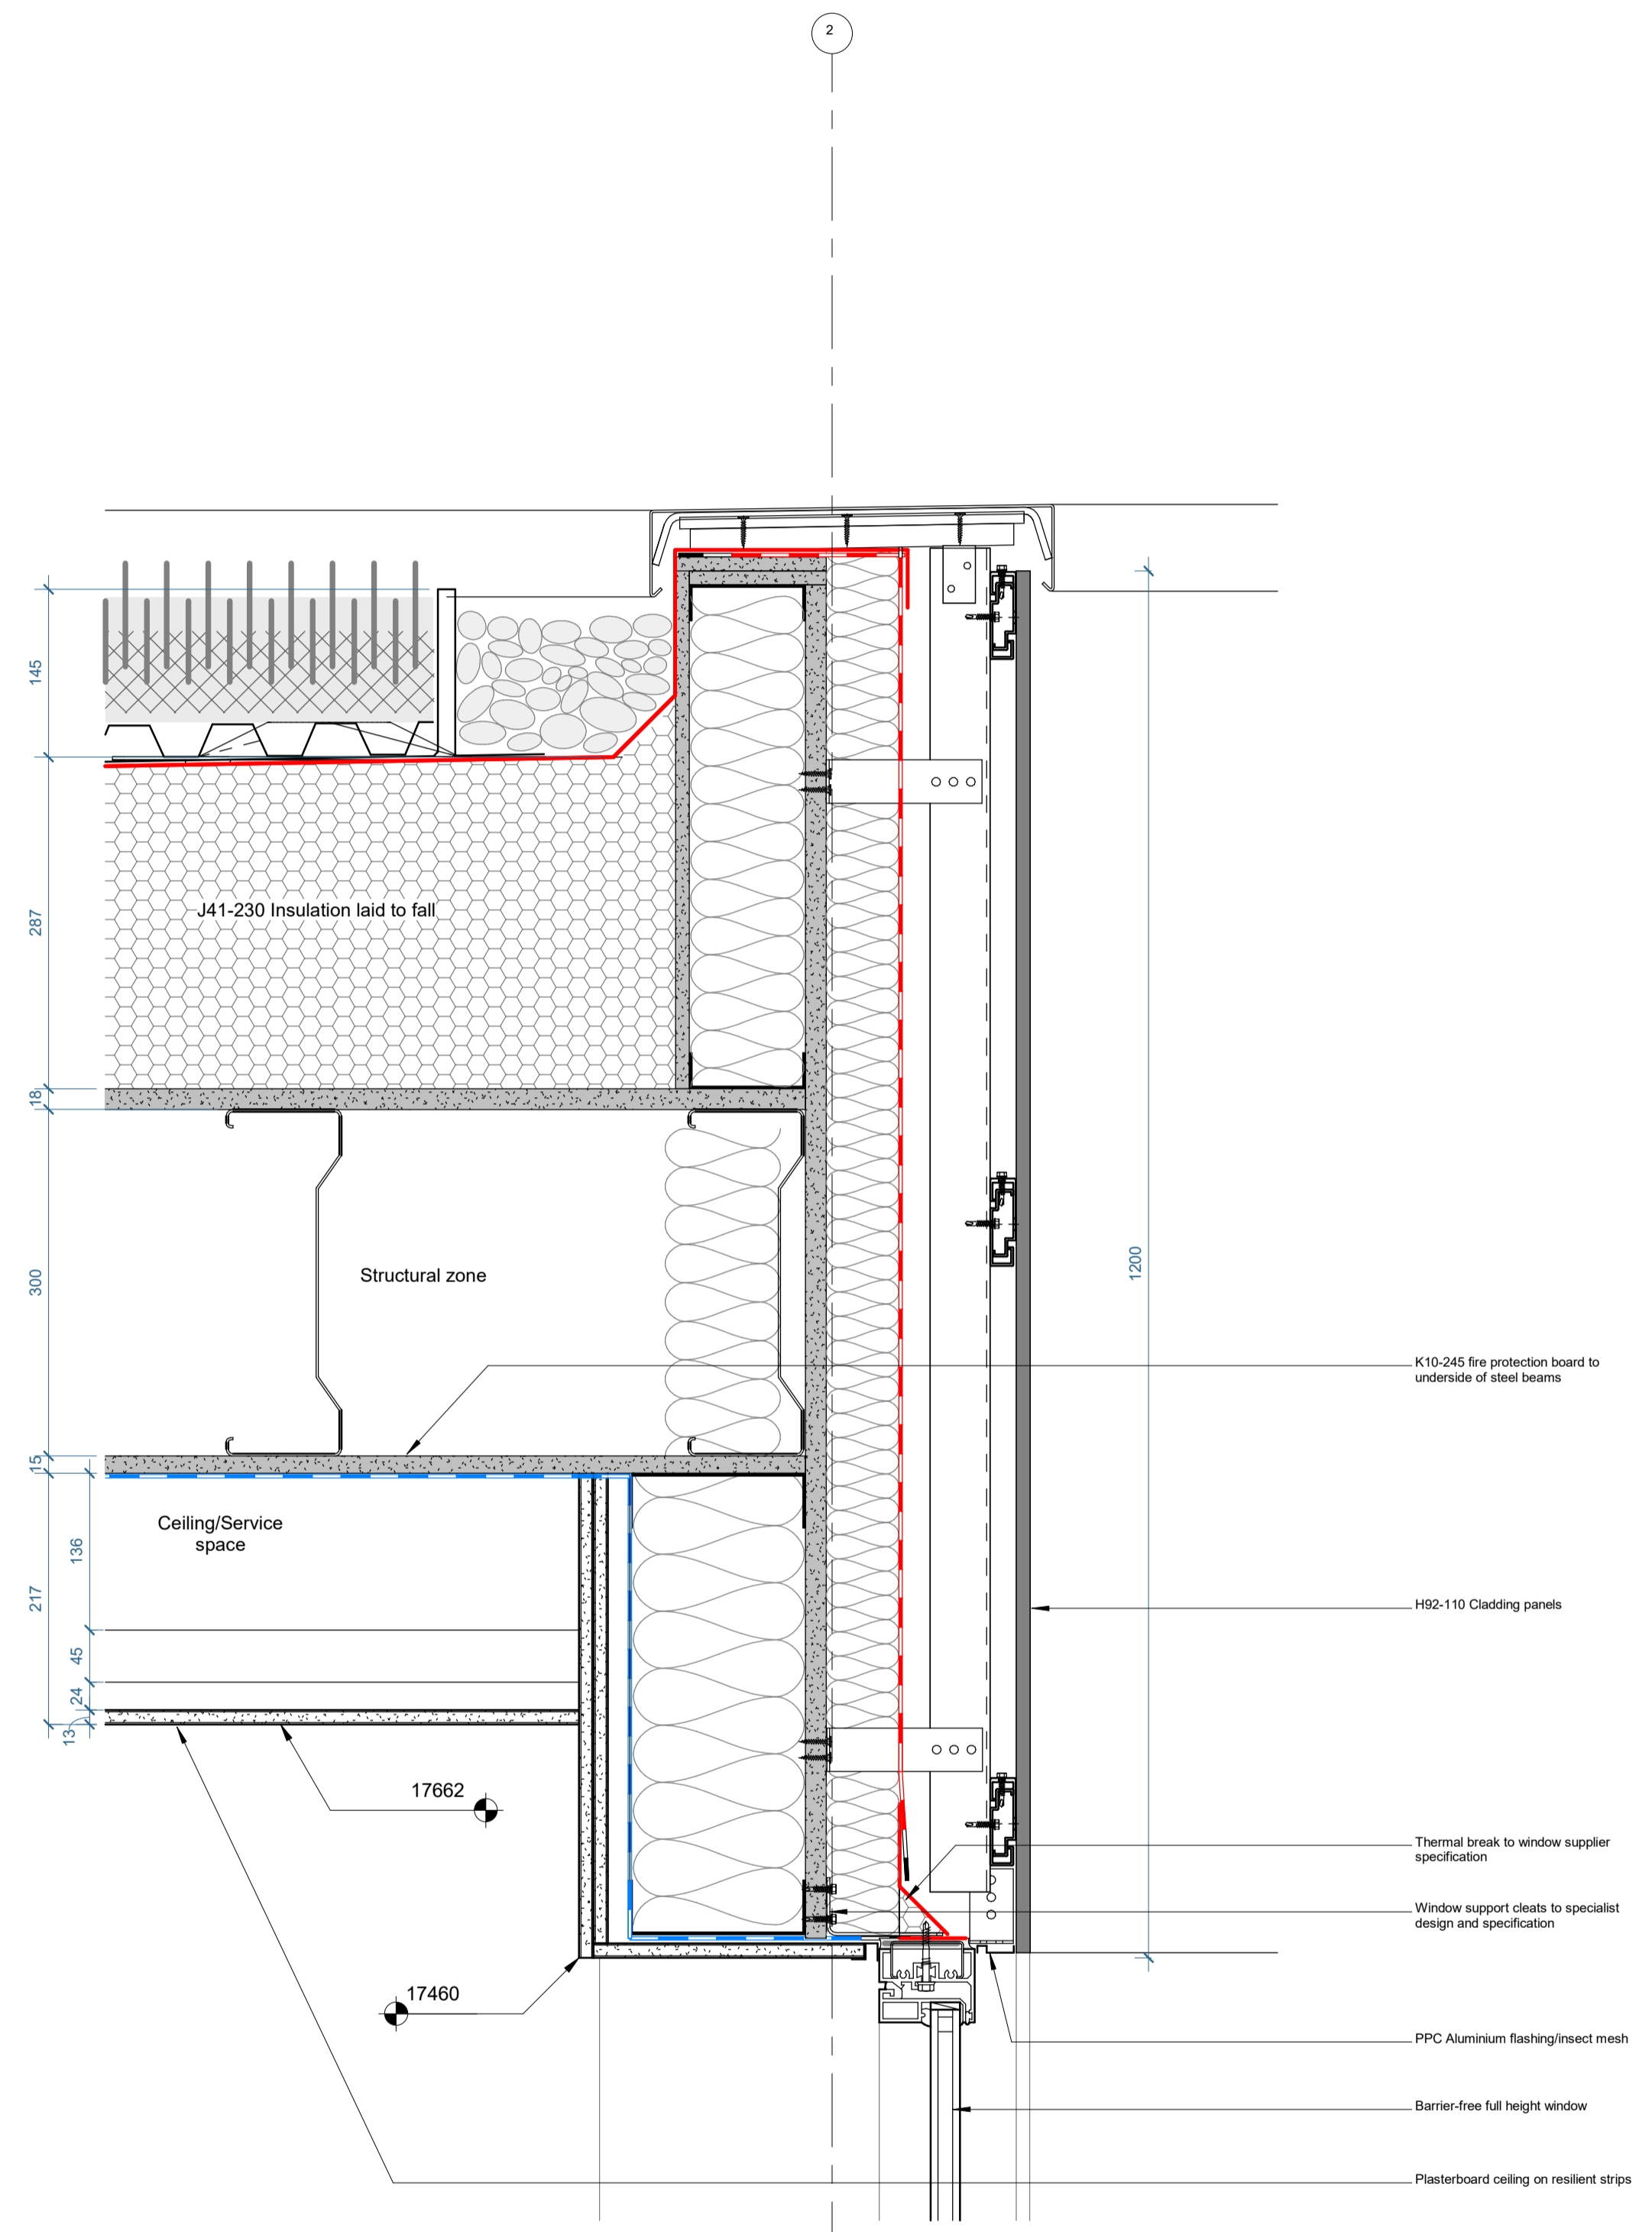 2
145
287
J41-230 Insulation laid to fall
18
300
Structural zone
1200
K10-245 fire protection board to
underside of steel beams
15
Ceiling/Service
space
136
217
45
24
13
H92-110 Cladding panels
17662
Thermal break to window supplier
specification
Window support cleats to specialist
design and specification
17460
PPC Aluminium flashing/insect mesh
Barrier-free full height window
Plasterboard ceiling on resilient strips